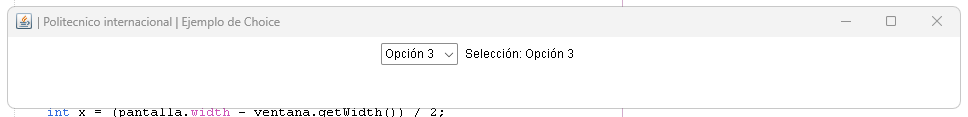 | Politecnico internacional | Ejemplo de Choice
Opción 3 Selección: Opción 3
int x = (pantalla.width - ventana.getWidth()) / 2;